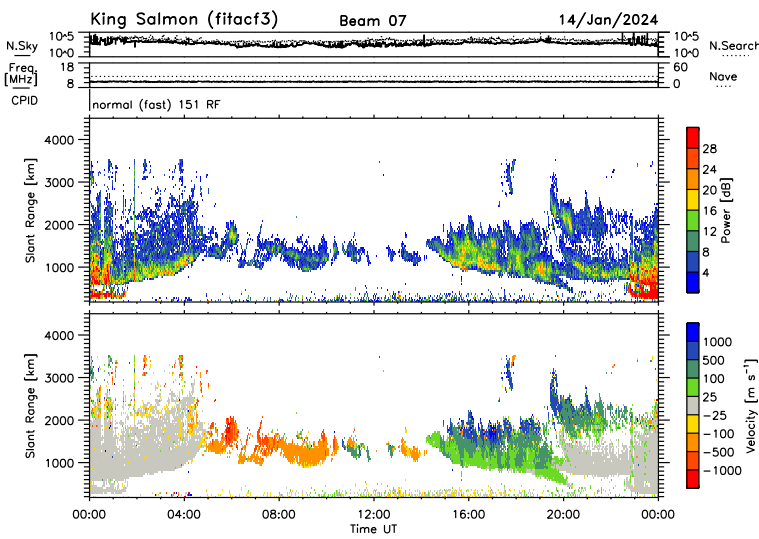 King Salmon (fitacf3) Beam 07 14/Jan/2024
N.Sky 10^5 10^0 10^5 10^0 N.Search
Freq. [MHz] 18 8 60 0 Nave
CPID normal (fast) 151 RF
Slant Range [km] 4000 3000 2000 1000 4000 3000 2000 1000
Power [dB] 28 24 20 16 12 8 4
Slant Range [km] 4000 3000 2000 1000
Velocity [m s⁻¹] 1000 500 100 25 −25 −100 −500 −1000
00:00 04:00 08:00 12:00 16:00 20:00 00:00
Time UT